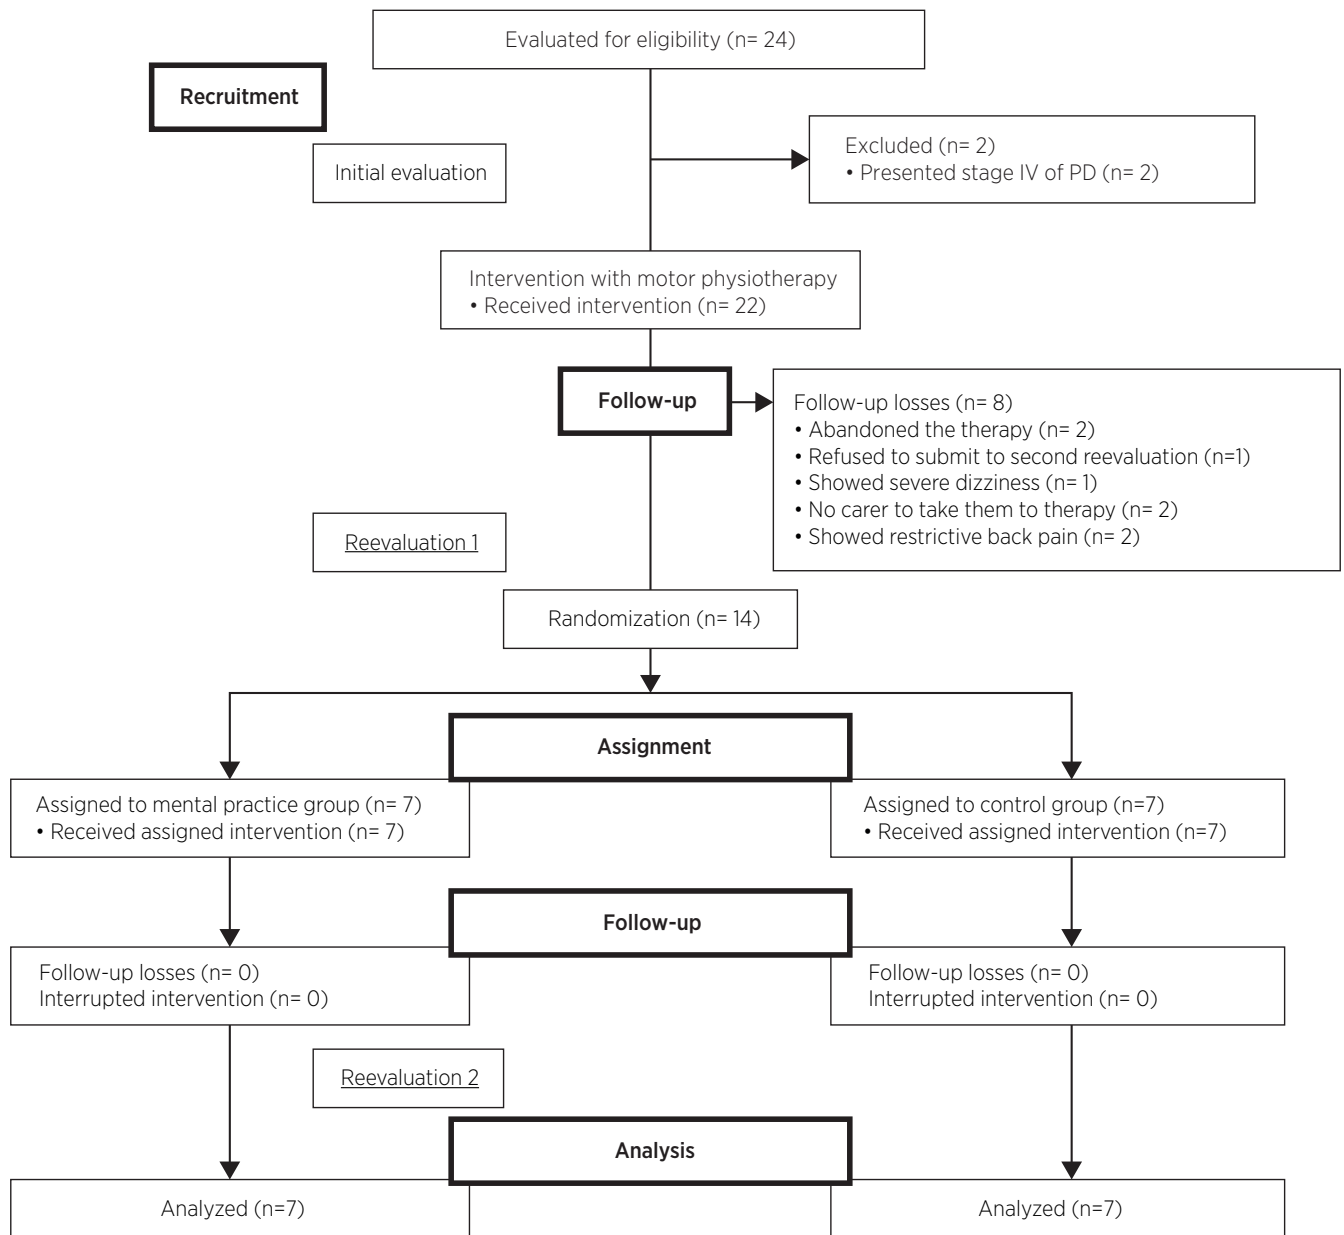 Evaluated for eligibility (n= 24)
Recruitment
Initial evaluation
Excluded (n= 2)
• Presented stage IV of PD (n= 2)
Intervention with motor physiotherapy
• Received intervention (n= 22)
Follow-up
Follow-up losses (n= 8)
• Abandoned the therapy (n= 2)
• Refused to submit to second reevaluation (n=1)
• Showed severe dizziness (n= 1)
• No carer to take them to therapy (n= 2)
• Showed restrictive back pain (n= 2)
Reevaluation 1
Randomization (n= 14)
Assignment
Assigned to mental practice group (n= 7)
• Received assigned intervention (n= 7)
Assigned to control group (n=7)
• Received assigned intervention (n=7)
Follow-up
Follow-up losses (n= 0)
Interrupted intervention (n= 0)
Follow-up losses (n= 0)
Interrupted intervention (n= 0)
Reevaluation 2
Analysis
Analyzed (n=7)
Analyzed (n=7)